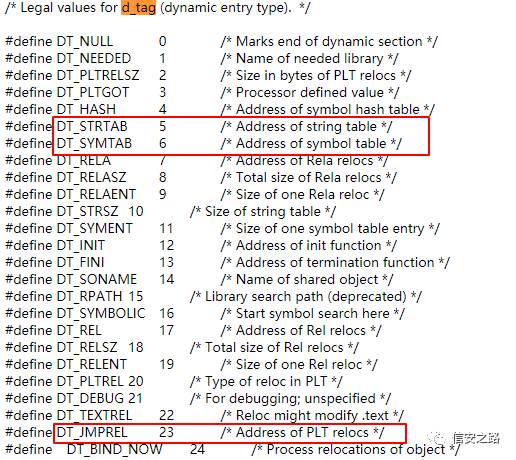 /* Legal values for d_tag (dynamic entry type).  */
#define DT_NULL 0 /* Marks end of dynamic section */
#define DT_NEEDED 1 /* Name of needed library */
#define DT_PLTRELSZ 2 /* Size in bytes of PLT relocs */
#define DT_PLTGOT 3 /* Processor defined value */
#define DT_HASH 4 /* Address of symbol hash table */
#define DT_STRTAB 5 /* Address of string table */
#define DT_SYMTAB 6 /* Address of symbol table */
#define DT_RELA 7 /* Address of Rela relocs */
#define DT_RELASZ 8 /* Total size of Rela relocs */
#define DT_RELAENT 9 /* Size of one Rela reloc */
#define DT_STRSZ 10 /* Size of string table */
#define DT_SYMENT 11 /* Size of one symbol table entry */
#define DT_INIT 12 /* Address of init function */
#define DT_FINI 13 /* Address of termination function */
#define DT_SONAME 14 /* Name of shared object */
#define DT_RPATH 15 /* Library search path (deprecated) */
#define DT_SYMBOLIC 16 /* Start symbol search here */
#define DT_REL 17 /* Address of Rel relocs */
#define DT_RELSZ 18 /* Total size of Rel relocs */
#define DT_RELENT 19 /* Size of one Rel reloc */
#define DT_PLTREL 20 /* Type of reloc in PLT */
#define DT_DEBUG 21 /* For debugging; unspecified */
#define DT_TEXTREL 22 /* Reloc might modify .text */
#define DT_JMPREL 23 /* Address of PLT relocs */
#define DT_BIND_NOW 24 /* Process relocations of object */
信安之路